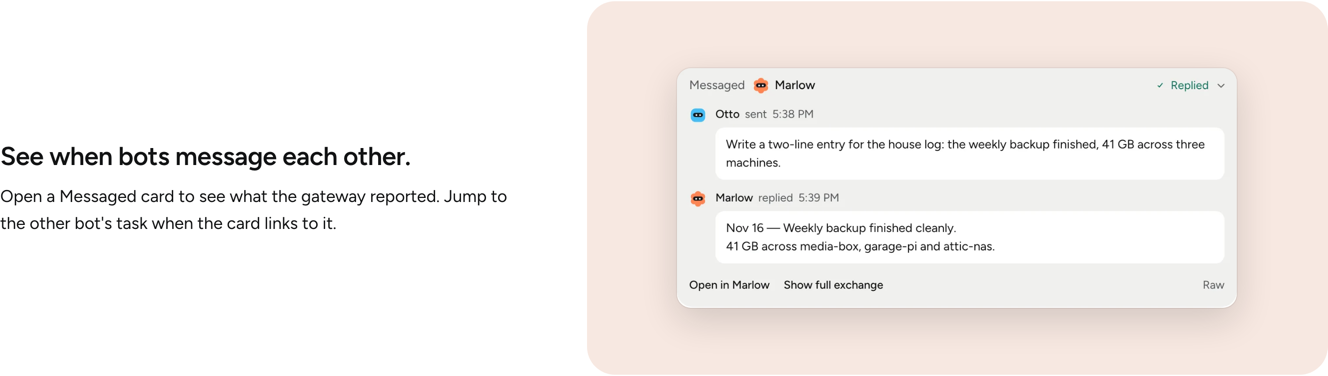 See when bots message each other.
Open a Messaged card to see what the gateway reported. Jump to
the other bot's task when the card links to it.
Messaged Marlow ✓ Replied
Otto sent 5:38 PM
Write a two-line entry for the house log: the weekly backup finished, 41 GB across three
machines.
Marlow replied 5:39 PM
Nov 16 — Weekly backup finished cleanly.
41 GB across media-box, garage-pi and attic-nas.
Open in Marlow Show full exchange Raw